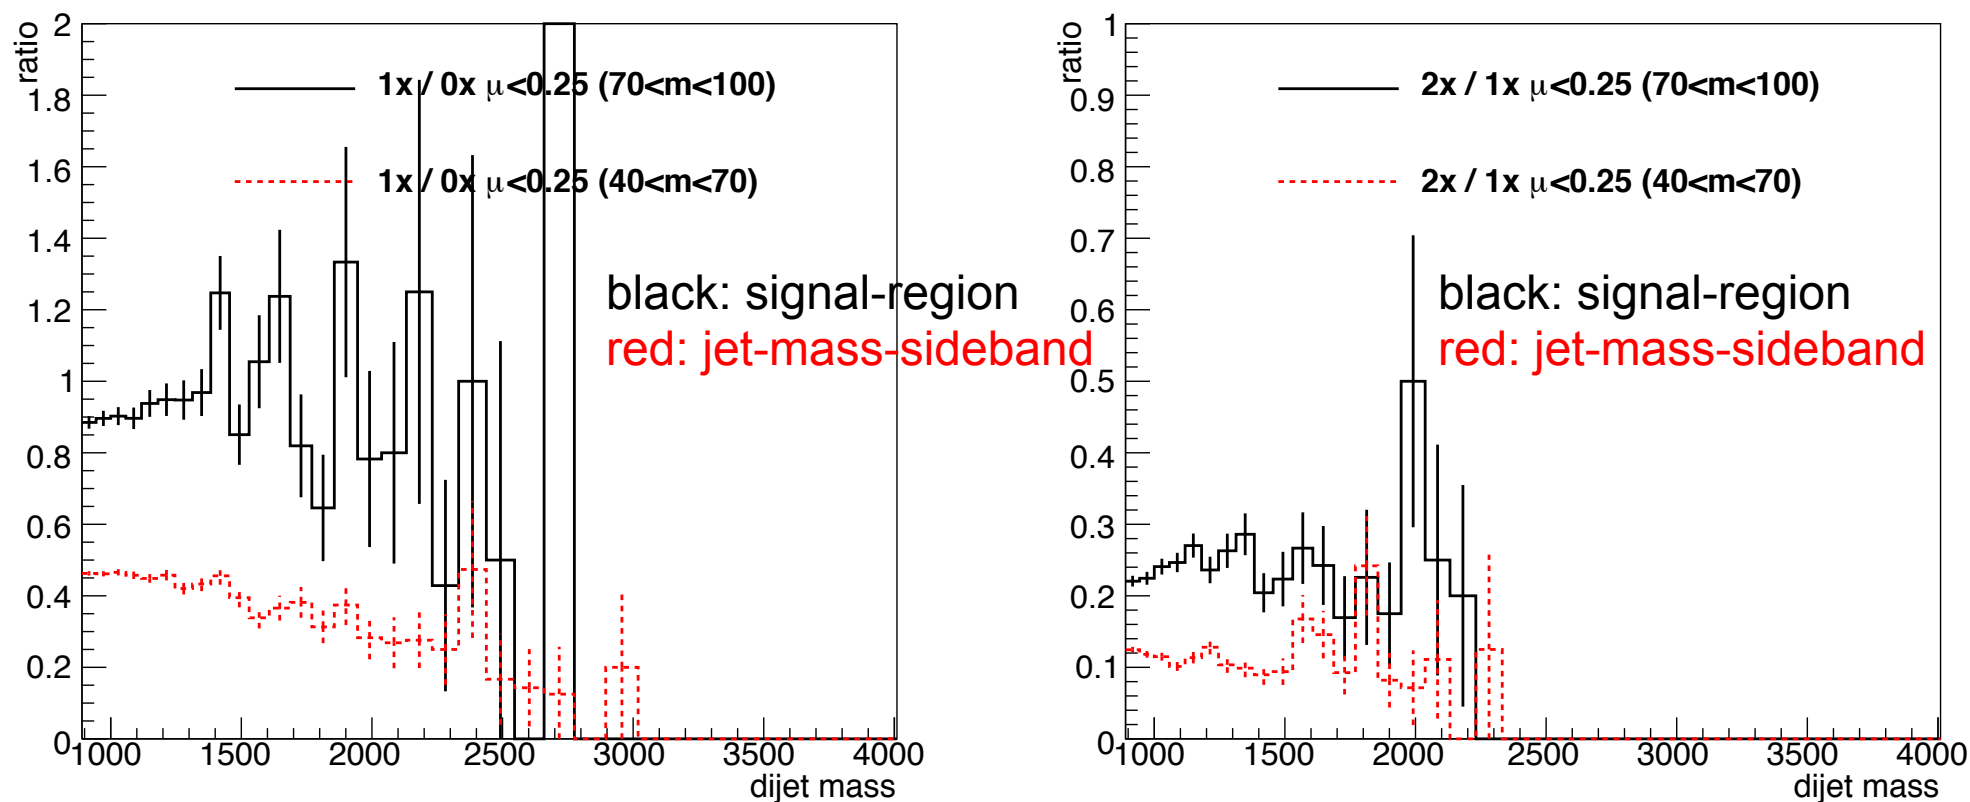 ratio
2
1.8
1.6
1.4
1.2
1
0.8
0.6
0.4
0.2
0
1x / 0x μ<0.25 (70<m<100)
1x / 0x μ<0.25 (40<m<70)
black: signal-region
red: jet-mass-sideband
1000 1500 2000 2500 3000 3500 4000
dijet mass
ratio
1
0.9
0.8
0.7
0.6
0.5
0.4
0.3
0.2
0.1
0
2x / 1x μ<0.25 (70<m<100)
2x / 1x μ<0.25 (40<m<70)
black: signal-region
red: jet-mass-sideband
1000 1500 2000 2500 3000 3500 4000
dijet mass